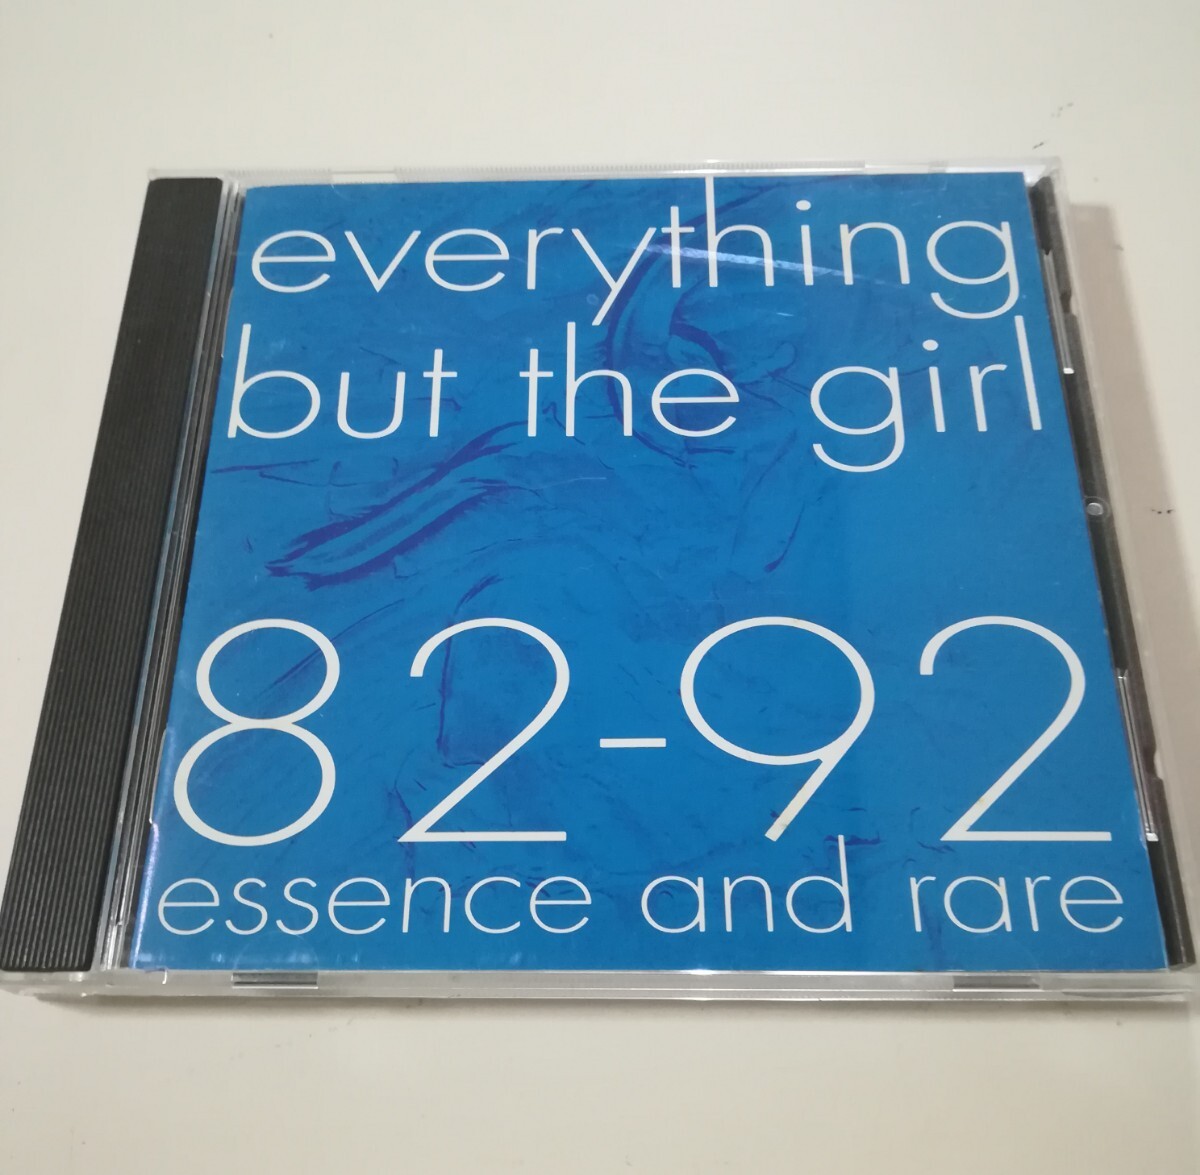 everything
but the girl
82-92
essence and rare